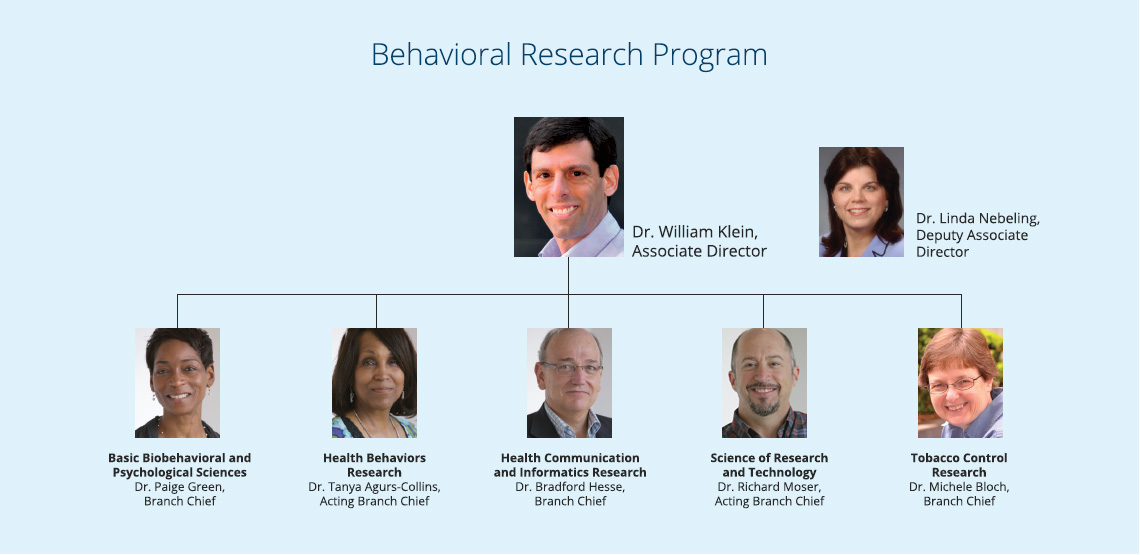 Behavioral Research Program
Dr. William Klein,
Associate Director
Dr. Linda Nebeling,
Deputy Associate
Director
Basic Biobehavioral and
Psychological Sciences
Dr. Paige Green,
Branch Chief
Health Behaviors
Research
Dr. Tanya Agurs-Collins,
Acting Branch Chief
Health Communication
and Informatics Research
Dr. Bradford Hesse,
Branch Chief
Science of Research
and Technology
Dr. Richard Moser,
Acting Branch Chief
Tobacco Control
Research
Dr. Michele Bloch,
Branch Chief